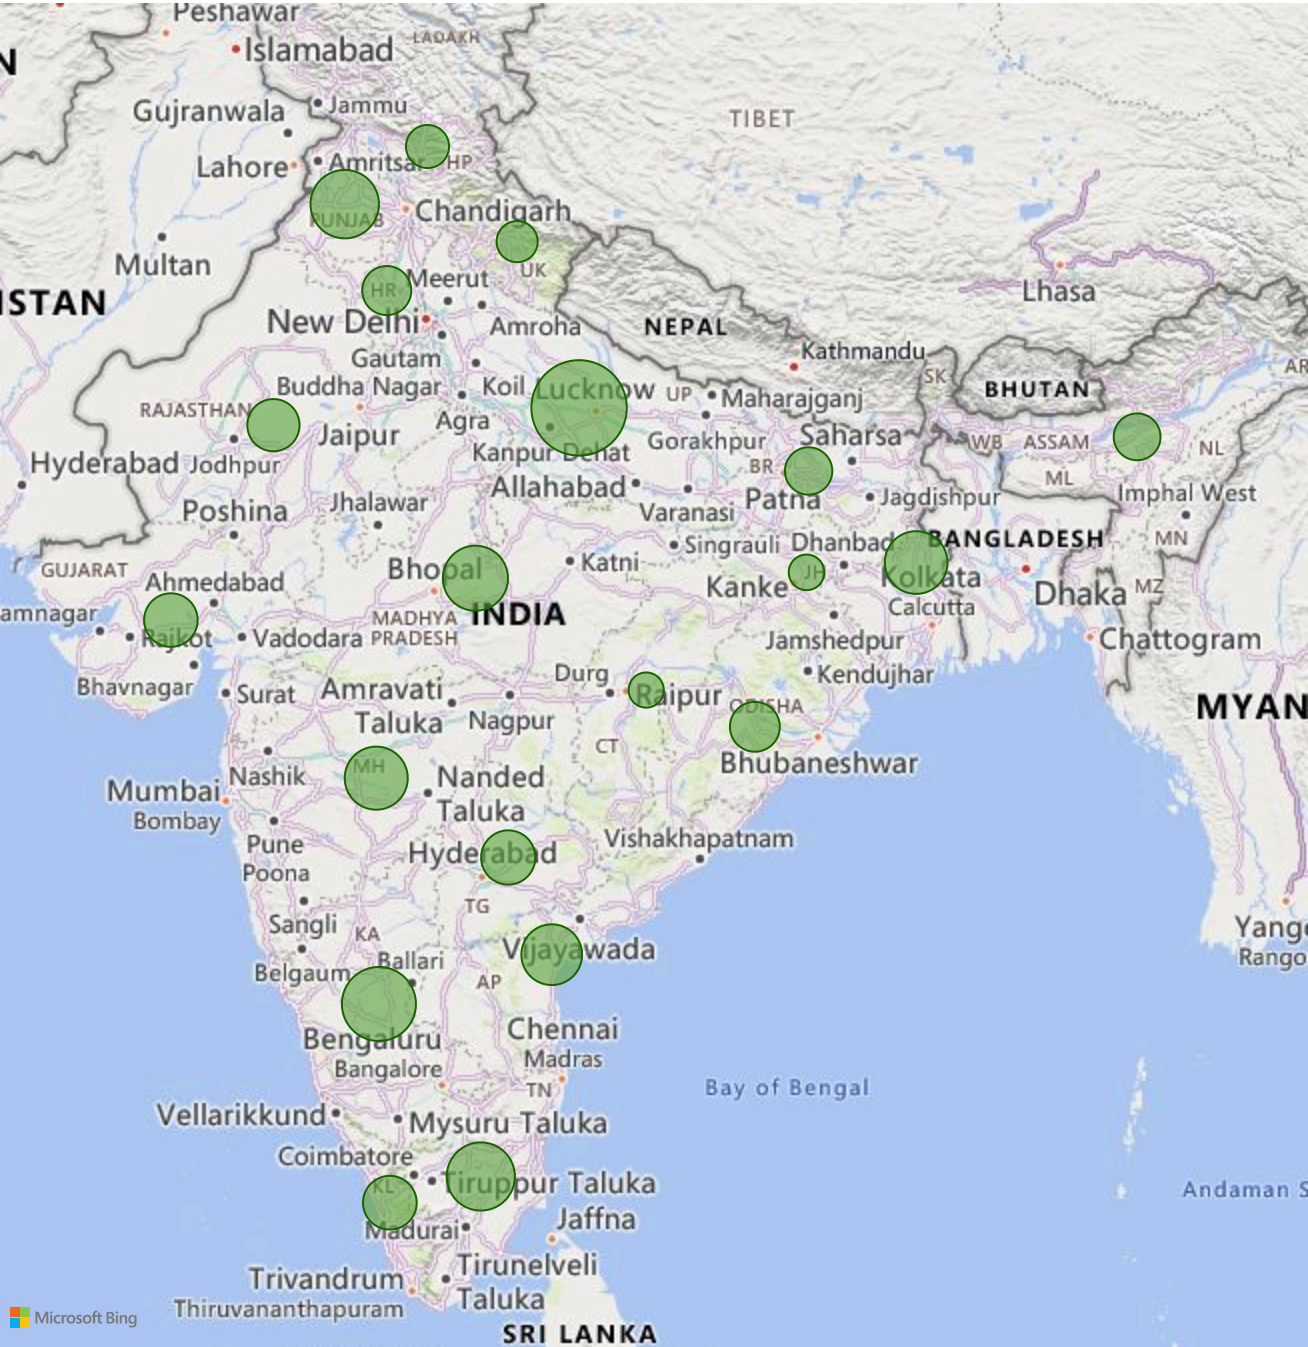 Peshawar
LADAKH
N
Islamabad
Gujranwala
Jammu
TIBET
Lahore
Amritsar
HP
PUNJAB
Chandigarh
Multan
UK
HR
Meerut
Lhasa
ISTAN
New Delhi
Amroha
NEPAL
Gautam
Buddha Nagar
Kathmandu
SK
BHUTAN
AR
Koil
Lucknow
UP
Maharajganj
RAJASTHAN
Jaipur
Agra
Gorakhpur
Saharsa
WB
ASSAM
NL
Hyderabad
Jodhpur
Kanpur Dehat
BR
ML
Allahabad
Patna
Jagdishpur
Imphal West
Poshina
Jhalawar
Varanasi
Singrauli
Dhanbad
BANGLADESH
MN
GUJARAT
Ahmedabad
Bhopal
Katni
Kanke
JH
Kolkata
Calcutta
Dhaka
MZ
amnagar
Rajkot
Vadodara
MADHYA
PRADESH
INDIA
Jamshedpur
Chattogram
Bhavnagar
Surat
Amravati
Taluka
Nagpur
Durg
Raipur
Kendujhar
ODISHA
MYAN
CT
Nashik
MH
Nanded
Taluka
Bhubaneshwar
Mumbai
Bombay
Pune
Poona
Hyderabad
Vishakhapatnam
Sangli
TG
KA
Vijayawada
Yange
Rango
Belgaum
Ballari
AP
Bengaluru
Bangalore
Chennai
Madras
TN
Bay of Bengal
Vellarikkund
Mysuru Taluka
Coimbatore
KL
Tiruppur Taluka
Andaman S
Madurai
Jaffna
Trivandrum
Thiruvananthapuram
Tirunelveli
Taluka
Microsoft Bing
SRI LANKA